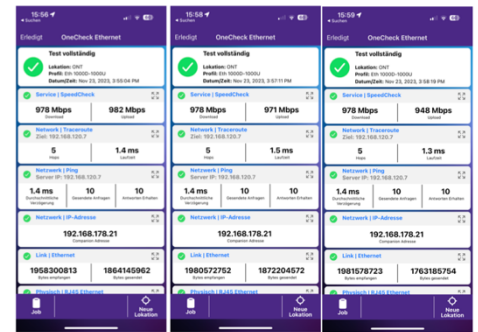 15:56
Suchen
Erledigt OneCheck Ethernet
Test vollständig
Lokation: ONT
Profil: Eth 1000D-1000U
Datum/Zeit: Nov 23, 2023, 3:55:04 PM
Service | SpeedCheck
978 Mbps 982 Mbps
Download Upload
Network | Traceroute
Ziel: 192.168.120.7
5 1.4 ms
Hops Laufzeit
Netzwerk | Ping
Server IP: 192.168.120.7
1.4 ms 10 10
Durchschnittliche Verzögerung Gesendete Anfragen Antworten Erhalten
Netzwerk | IP-Adresse
192.168.178.21
Companion Adresse
Link | Ethernet
1958300813 1864145962
Bytes empfangen Bytes gesendet
Physisch | RJ45 Ethernet
Job Neue Lokation
15:58
Suchen
Erledigt OneCheck Ethernet
Test vollständig
Lokation: ONT
Profil: Eth 1000D-1000U
Datum/Zeit: Nov 23, 2023, 3:57:11 PM
Service | SpeedCheck
978 Mbps 971 Mbps
Download Upload
Network | Traceroute
Ziel: 192.168.120.7
5 1.5 ms
Hops Laufzeit
Netzwerk | Ping
Server IP: 192.168.120.7
1.4 ms 10 10
Durchschnittliche Verzögerung Gesendete Anfragen Antworten Erhalten
Netzwerk | IP-Adresse
192.168.178.21
Companion Adresse
Link | Ethernet
1980572752 1872204572
Bytes empfangen Bytes gesendet
Physisch | RJ45 Ethernet
Job Neue Lokation
15:59
Suchen
Erledigt OneCheck Ethernet
Test vollständig
Lokation: ONT
Profil: Eth 1000D-1000U
Datum/Zeit: Nov 23, 2023, 3:58:19 PM
Service | SpeedCheck
978 Mbps 948 Mbps
Download Upload
Network | Traceroute
Ziel: 192.168.120.7
5 1.3 ms
Hops Laufzeit
Netzwerk | Ping
Server IP: 192.168.120.7
1.4 ms 10 10
Durchschnittliche Verzögerung Gesendete Anfragen Antworten Erhalten
Netzwerk | IP-Adresse
192.168.178.21
Companion Adresse
Link | Ethernet
1981578723 1763185754
Bytes empfangen Bytes gesendet
Physisch | RJ45 Ethernet
Job Neue Lokation